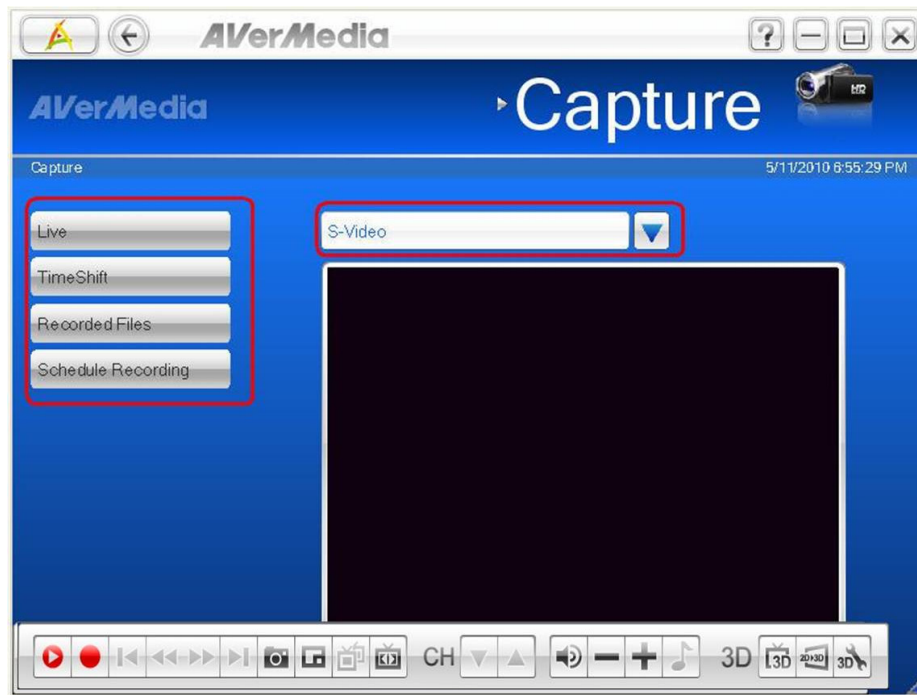 AVerMedia
AVerMedia
Capture
Capture
5/11/2010 6:55:29 PM
Live
S-Video
TimeShift
Recorded Files
Schedule Recording
CH
3D
3D
2D>3D
3D